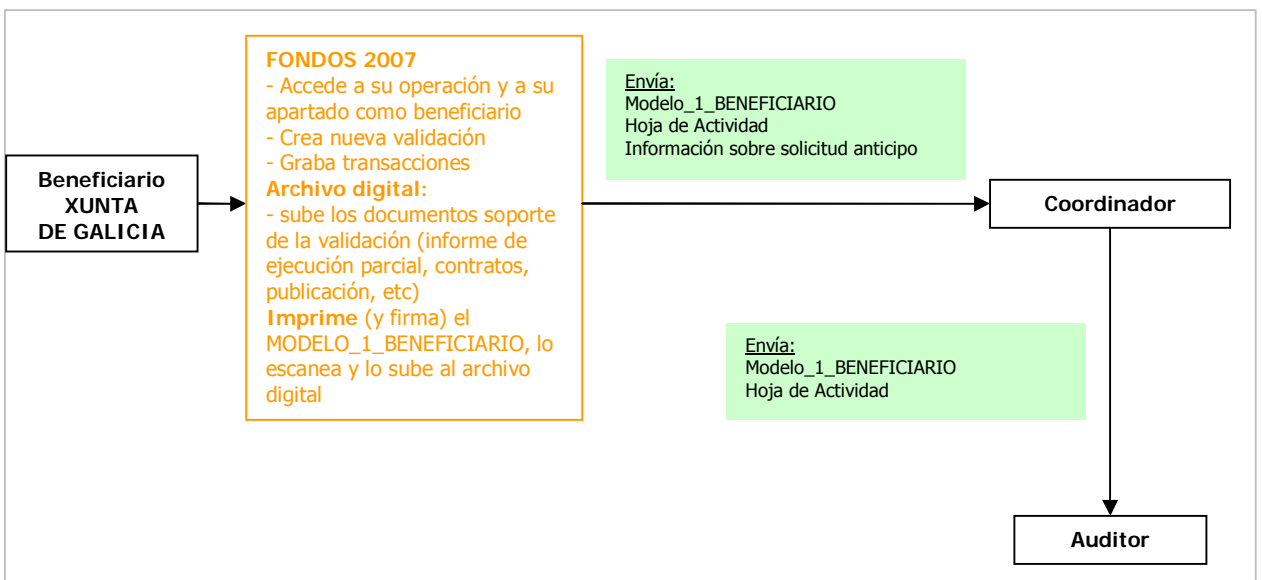 Beneficiario
XUNTA
DE GALICIA
FONDOS 2007
- Accede a su operación y a su
apartado como beneficiario
- Crea nueva validación
- Graba transacciones
Archivo digital:
- sube los documentos soporte
de la validación (informe de
ejecución parcial, contratos,
publicación, etc)
Imprime (y firma) el
MODELO_1_BENEFICIARIO, lo
escanea y lo sube al archivo
digital
Envía:
Modelo_1_BENEFICIARIO
Hoja de Actividad
Información sobre solicitud anticipo
Coordinador
Envía:
Modelo_1_BENEFICIARIO
Hoja de Actividad
Auditor